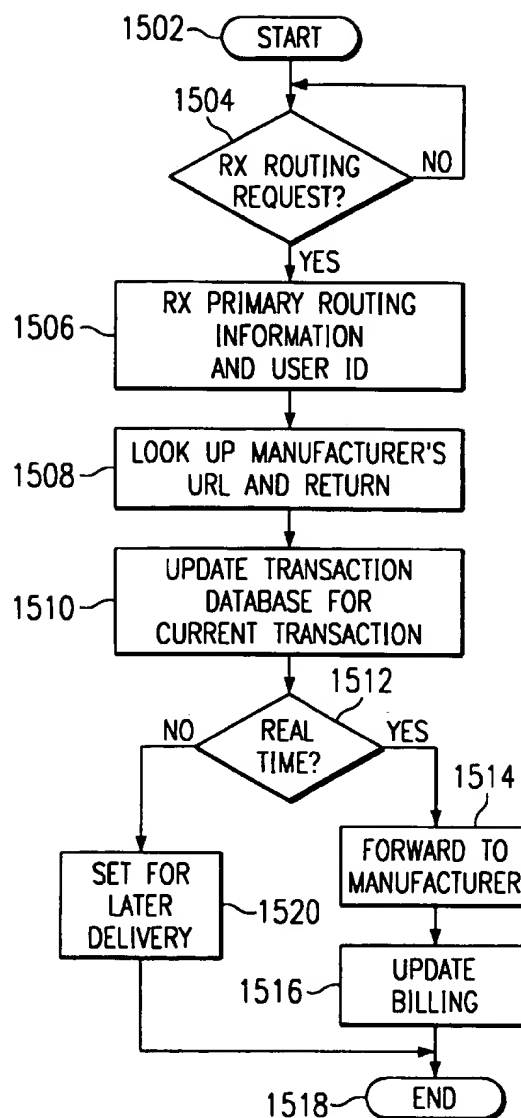 1502
START
1504
RX ROUTING
REQUEST?
NO
YES
1506
RX PRIMARY ROUTING
INFORMATION
AND USER ID
1508
LOOK UP MANUFACTURER'S
URL AND RETURN
1510
UPDATE TRANSACTION
DATABASE FOR
CURRENT TRANSACTION
1512
NO
REAL
TIME?
YES
1514
FORWARD TO
MANUFACTURER
SET FOR
LATER
DELIVERY
1520
1516
UPDATE
BILLING
1518
END